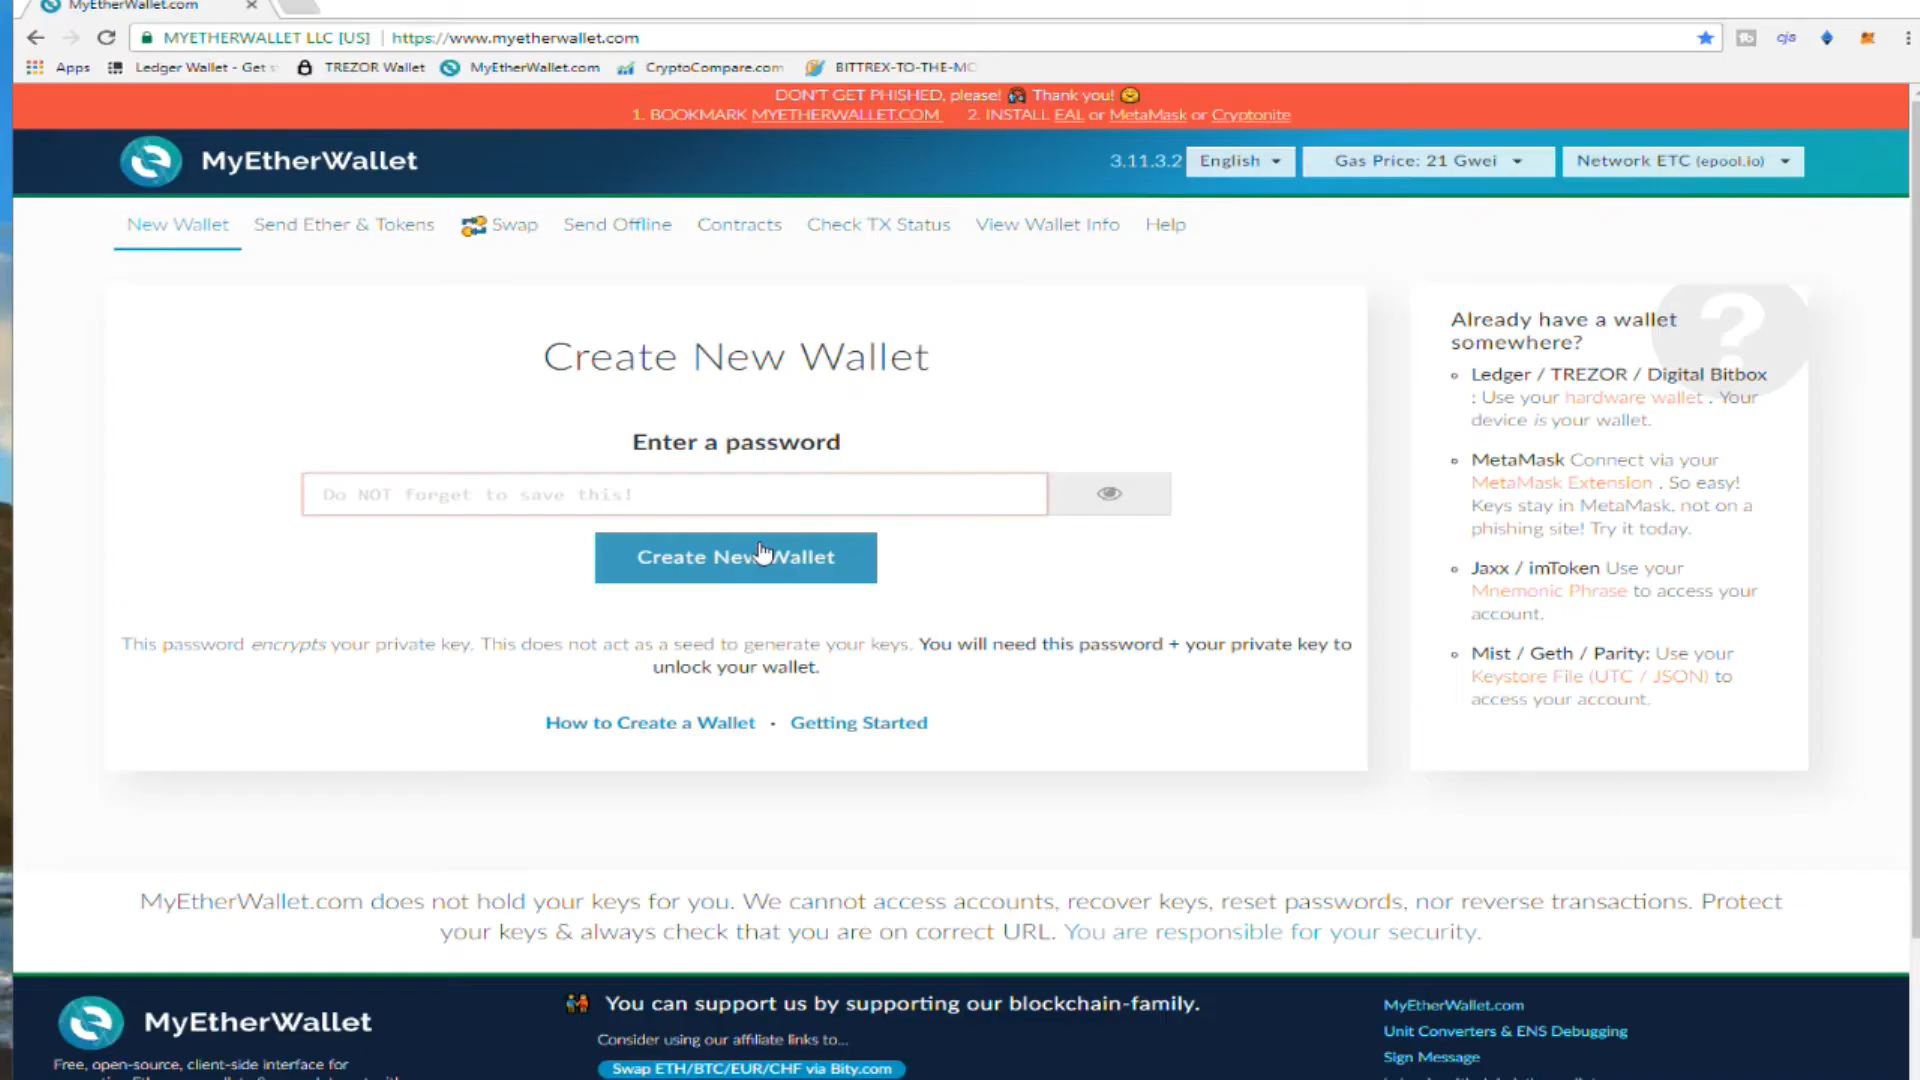 MyEtherWallet.com
MYETHERWALLET LLC [US] https://www.myetherwallet.com
Apps Ledger Wallet - Get TREZOR Wallet MyEtherWallet.com CryptoCompare.com BITTREX-TO-THE-MO
DON'T GET PHISHED, please! Thank you!
1. BOOKMARK MYETHERWALLET.COM 2. INSTALL EAL or MetaMask or Cryptonite
MyEtherWallet
3.11.3.2 English Gas Price: 21 Gwei Network ETC (epool.io)
New Wallet Send Ether & Tokens Swap Send Offline Contracts Check TX Status View Wallet Info Help
Create New Wallet
Enter a password
Do NOT forget to save this!
Create New Wallet
This password encrypts your private key. This does not act as a seed to generate your keys. You will need this password + your private key to
unlock your wallet.
How to Create a Wallet · Getting Started
Already have a wallet
somewhere?
Ledger / TREZOR / Digital Bitbox
: Use your hardware wallet . Your
device is your wallet.
MetaMask Connect via your
MetaMask Extension . So easy!
Keys stay in MetaMask, not on a
phishing site! Try it today.
Jaxx / imToken Use your
Mnemonic Phrase to access your
account.
Mist / Geth / Parity: Use your
Keystore File (UTC / JSON) to
access your account.
MyEtherWallet.com does not hold your keys for you. We cannot access accounts, recover keys, reset passwords, nor reverse transactions. Protect
your keys & always check that you are on correct URL. You are responsible for your security.
MyEtherWallet
Free, open-source, client-side interface for
You can support us by supporting our blockchain-family.
Consider using our affiliate links to...
Swap ETH/BTC/EUR/CHF via Bity.com
MyEtherWallet.com
Unit Converters & ENS Debugging
Sign Message